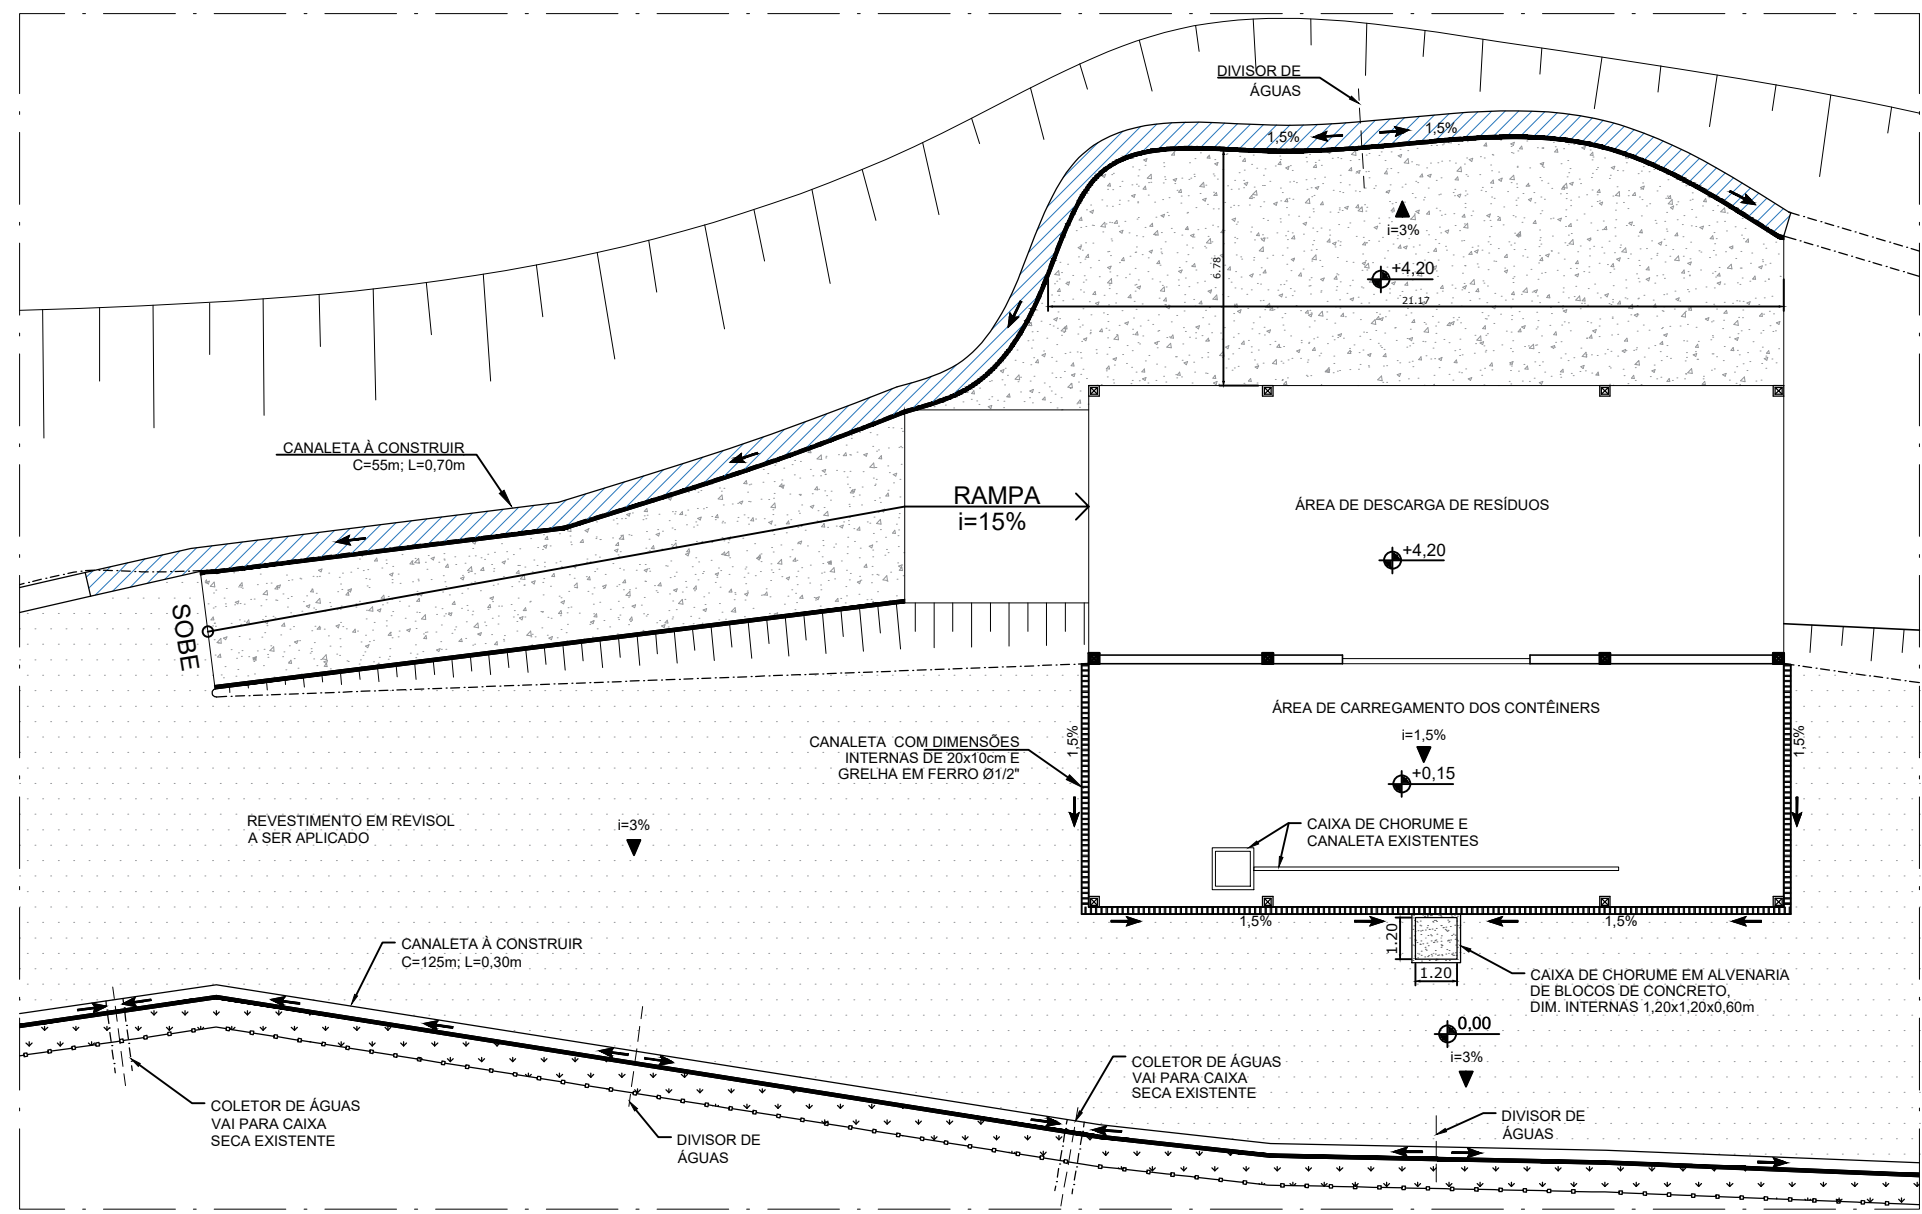 DIVISOR DE
ÁGUAS
1,5%
1,5%
i=3%
+4,20
6.78
21.17
CANALETA À CONSTRUIR
C=55m; L=0,70m
RAMPA
i=15%
ÁREA DE DESCARGA DE RESÍDUOS
+4,20
SOBE
ÁREA DE CARREGAMENTO DOS CONTÊINERS
i=1,5%
+0,15
1,5%
1,5%
CANALETA COM DIMENSÕES
INTERNAS DE 20x10cm E
GRELHA EM FERRO Ø1/2"
REVESTIMENTO EM REVISOL
A SER APLICADO
i=3%
CAIXA DE CHORUME E
CANALETA EXISTENTES
1,5%
1,5%
1.20
1.20
CANALETA À CONSTRUIR
C=125m; L=0,30m
CAIXA DE CHORUME EM ALVENARIA
DE BLOCOS DE CONCRETO,
DIM. INTERNAS 1,20x1,20x0,60m
0,00
i=3%
COLETOR DE ÁGUAS
VAI PARA CAIXA
SECA EXISTENTE
COLETOR DE ÁGUAS
VAI PARA CAIXA
SECA EXISTENTE
DIVISOR DE
ÁGUAS
DIVISOR DE
ÁGUAS